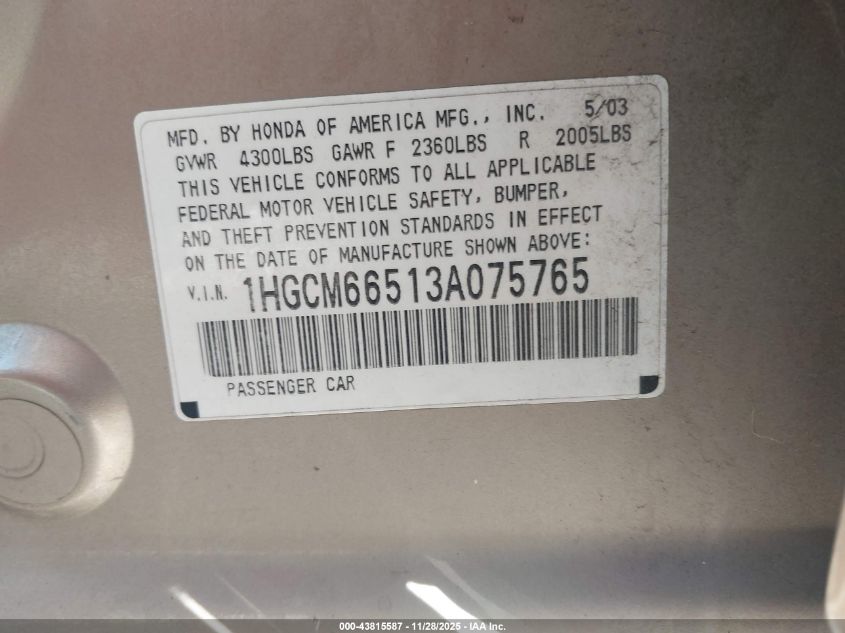 MFD. BY HONDA OF AMERICA MFG., INC. 5/03
GVWR 4300LBS GAWR F 2360LBS R 2005LBS
THIS VEHICLE CONFORMS TO ALL APPLICABLE
FEDERAL MOTOR VEHICLE SAFETY, BUMPER,
AND THEFT PREVENTION STANDARDS IN EFFECT
ON THE DATE OF MANUFACTURE SHOWN ABOVE:
V.I.N. 1HGCM66513A075765
PASSENGER CAR
000-43815587 - 11/28/2025 - IAA Inc.